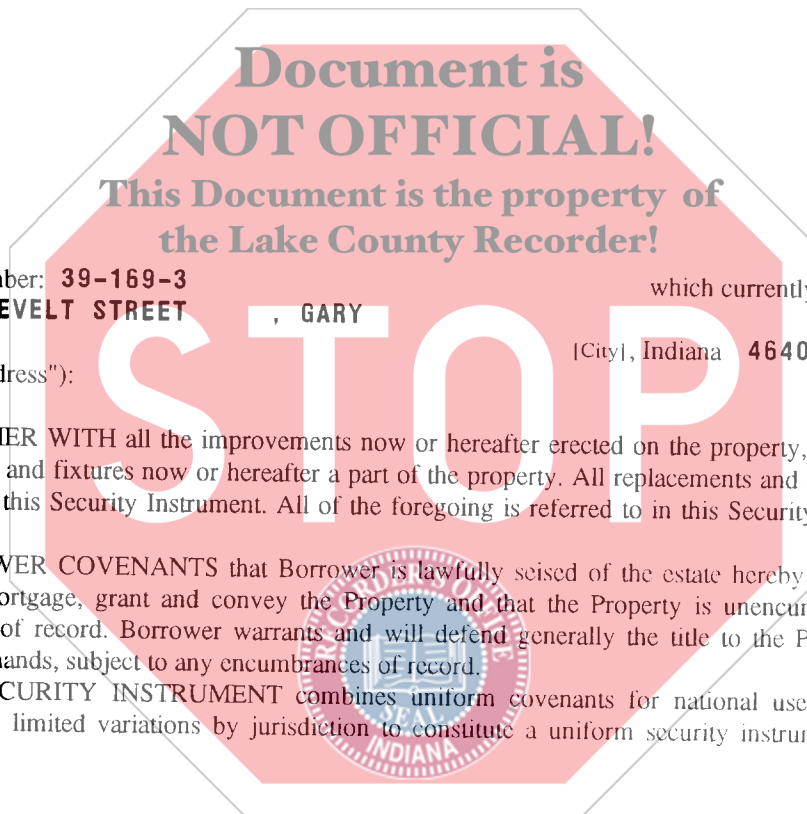 Document is
NOT OFFICIAL!
This Document is the property of
the Lake County Recorder!
ber: 39-169-3
which currently
EVELT STREET , GARY
[City], Indiana 4640
dress"):
STOP
ER WITH all the improvements now or hereafter erected on the property,
and fixtures now or hereafter a part of the property. All replacements and
this Security Instrument. All of the foregoing is referred to in this Security
WER COVENANTS that Borrower is lawfully seised of the estate hereby
ortgage, grant and convey the Property and that the Property is unencum
of record. Borrower warrants and will defend generally the title to the P
ands, subject to any encumbrances of record.
CURITY INSTRUMENT combines uniform covenants for national use
limited variations by jurisdiction to constitute a uniform security instrum
RECORDER'S OFFICE
SEAL
INDIANA